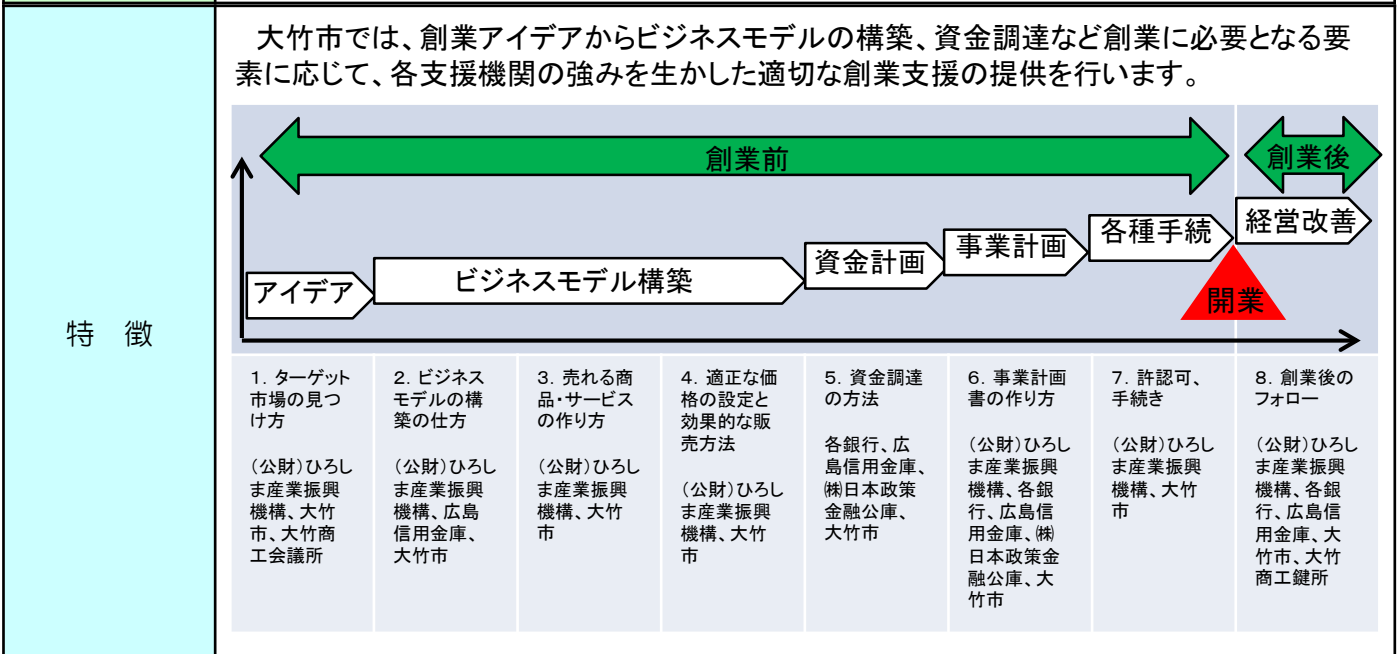 特 徴
大竹市では、創業アイデアからビジネスモデルの構築、資金調達など創業に必要となる要
素に応じて、各支援機関の強みを生かした適切な創業支援の提供を行います。
創業前
創業後
アイデア
ビジネスモデル構築
資金計画
事業計画
各種手続
経営改善
開業
1．ターゲット
市場の見つ
け方
（公財）ひろし
ま産業振興
機構、大竹
市、大竹商
工会議所
2．ビジネス
モデルの構
築の仕方
（公財）ひろし
ま産業振興
機構、広島
信用金庫、
大竹市
3．売れる商
品・サービス
の作り方
（公財）ひろし
ま産業振興
機構、大竹
市
4．適正な価
格の設定と
効果的な販
売方法
（公財）ひろし
ま産業振興
機構、大竹
市
5．資金調達
の方法
各銀行、広
島信用金庫、
㈱日本政策
金融公庫、
大竹市
6．事業計画
書の作り方
（公財）ひろし
ま産業振興
機構、各銀
行、広島信
用金庫、㈱
日本政策金
融公庫、大
竹市
7．許認可、
手続き
（公財）ひろし
ま産業振興
機構、大竹
市
8．創業後の
フォロー
（公財）ひろし
ま産業振興
機構、各銀
行、広島信
用金庫、大
竹市、大竹
商工鍵所